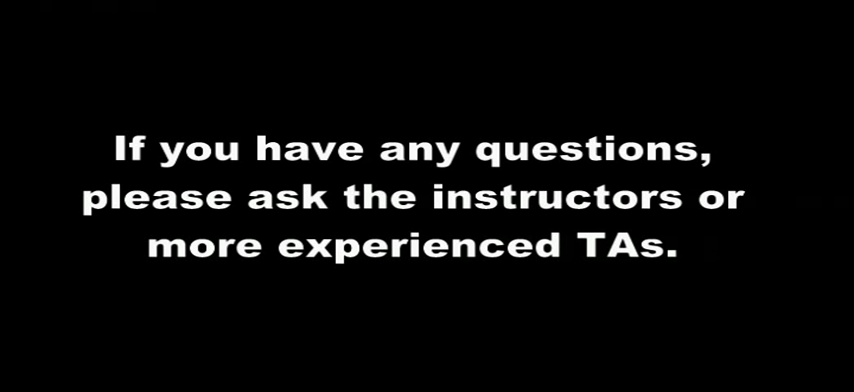 If you have any questions,
please ask the instructors or
more experienced TAs.